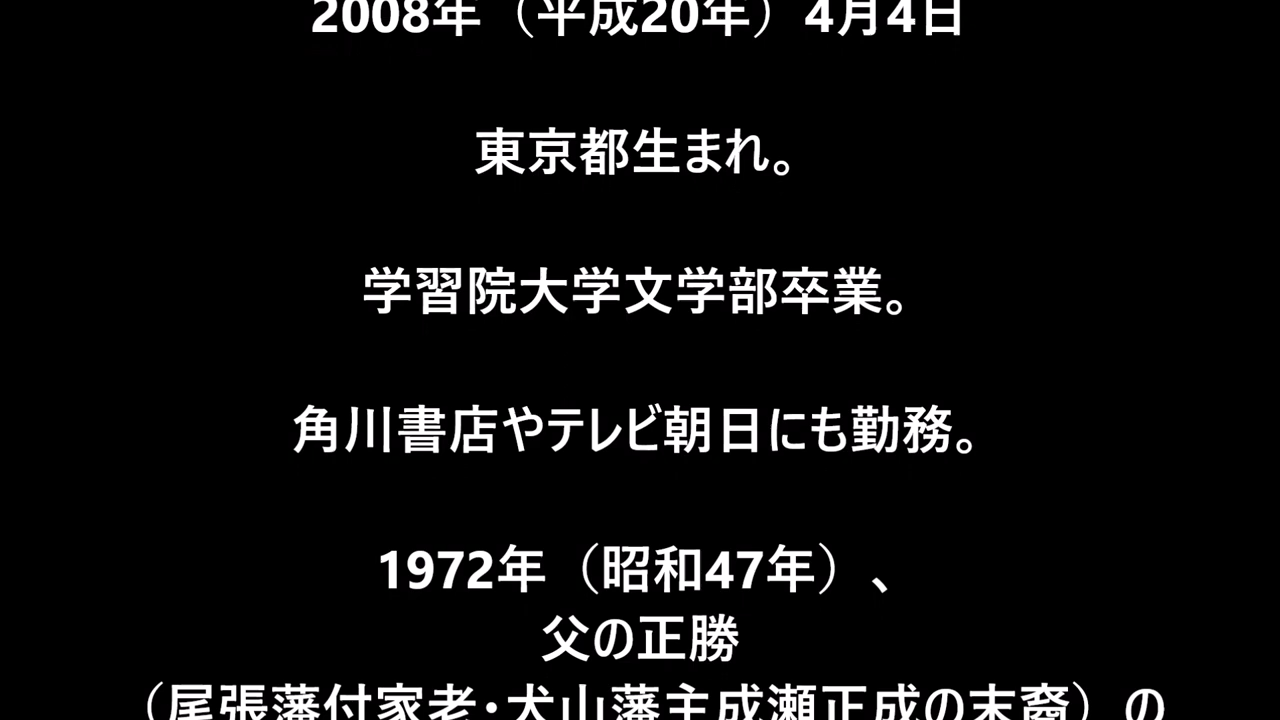 2008年（平成20年）4月4日
東京都生まれ。
学習院大学文学部卒業。
角川書店やテレビ朝日にも勤務。
1972年（昭和47年）、
父の正勝
（尾張藩付家老・犬山藩主成瀬正成の末裔）の